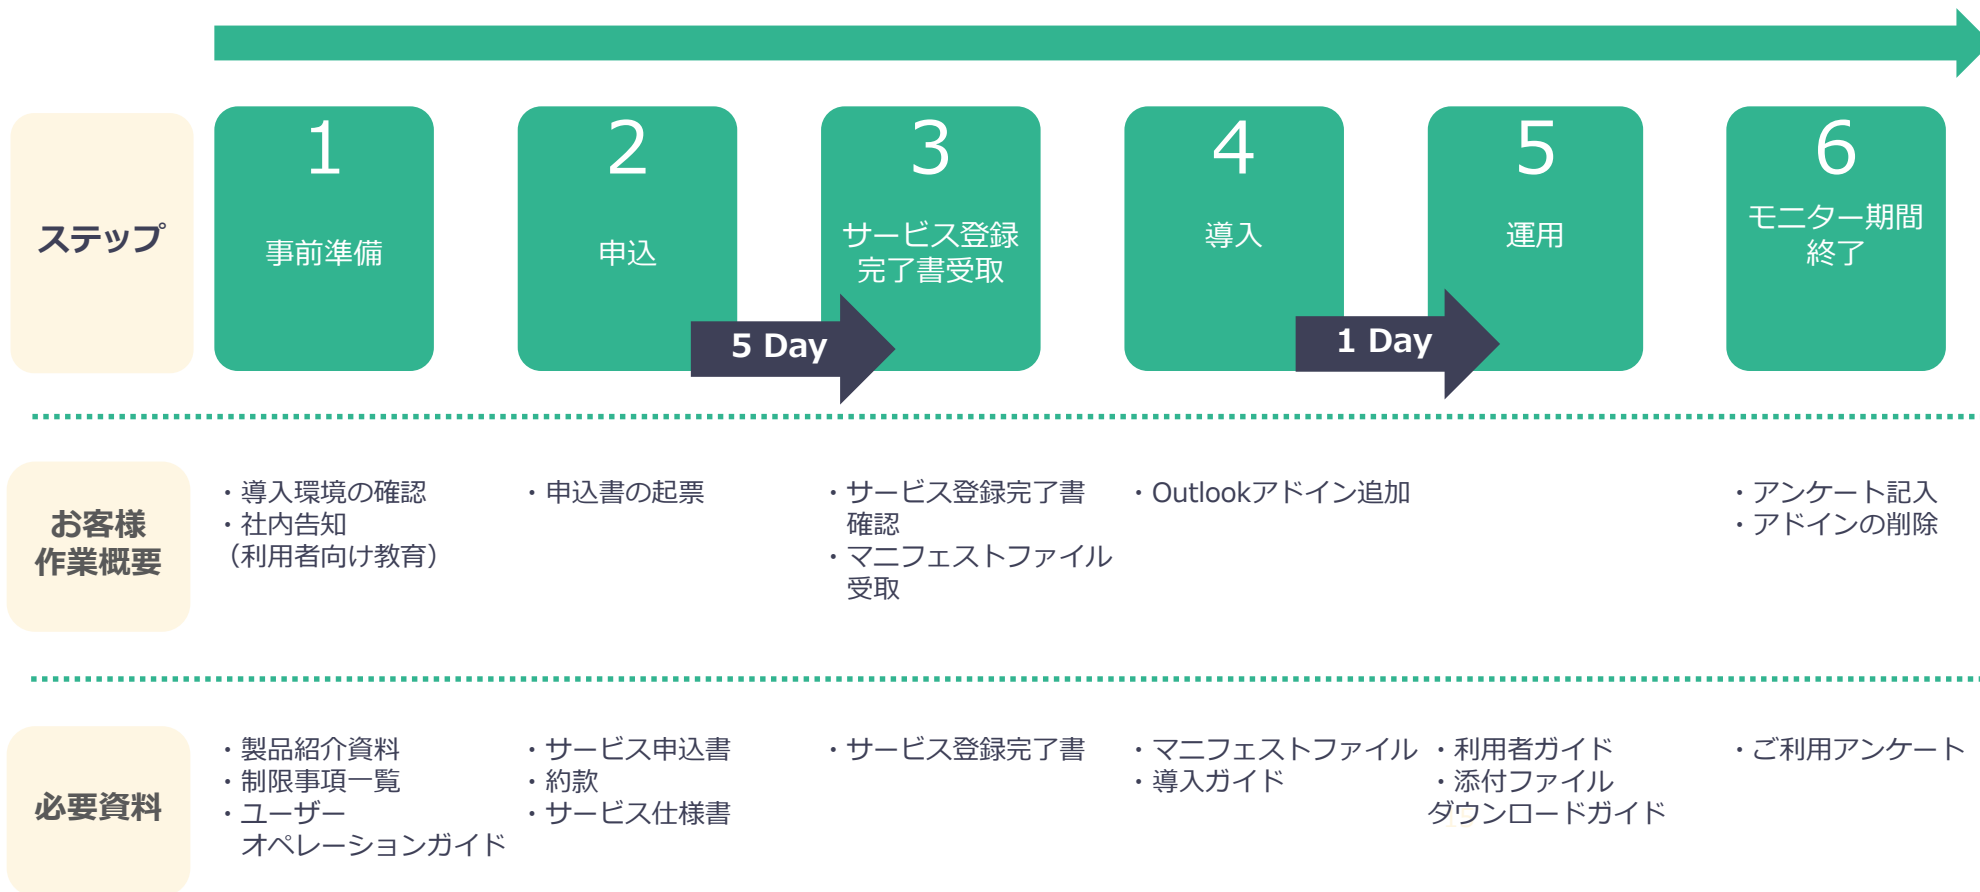 ステップ
1
事前準備
2
申込
3
サービス登録
完了書受取
4
導入
5
運用
6
モニター期間
終了
5 Day
1 Day
お客様
作業概要
・導入環境の確認
・社内告知
（利用者向け教育）
・申込書の起票
・サービス登録完了書
確認
・マニフェストファイル
受取
・Outlookアドイン追加
・アンケート記入
・アドインの削除
必要資料
・製品紹介資料
・制限事項一覧
・ユーザー
オペレーションガイド
・サービス申込書
・約款
・サービス仕様書
・サービス登録完了書
・マニフェストファイル
・導入ガイド
・利用者ガイド
・添付ファイル
ダウンロードガイド
・ご利用アンケート